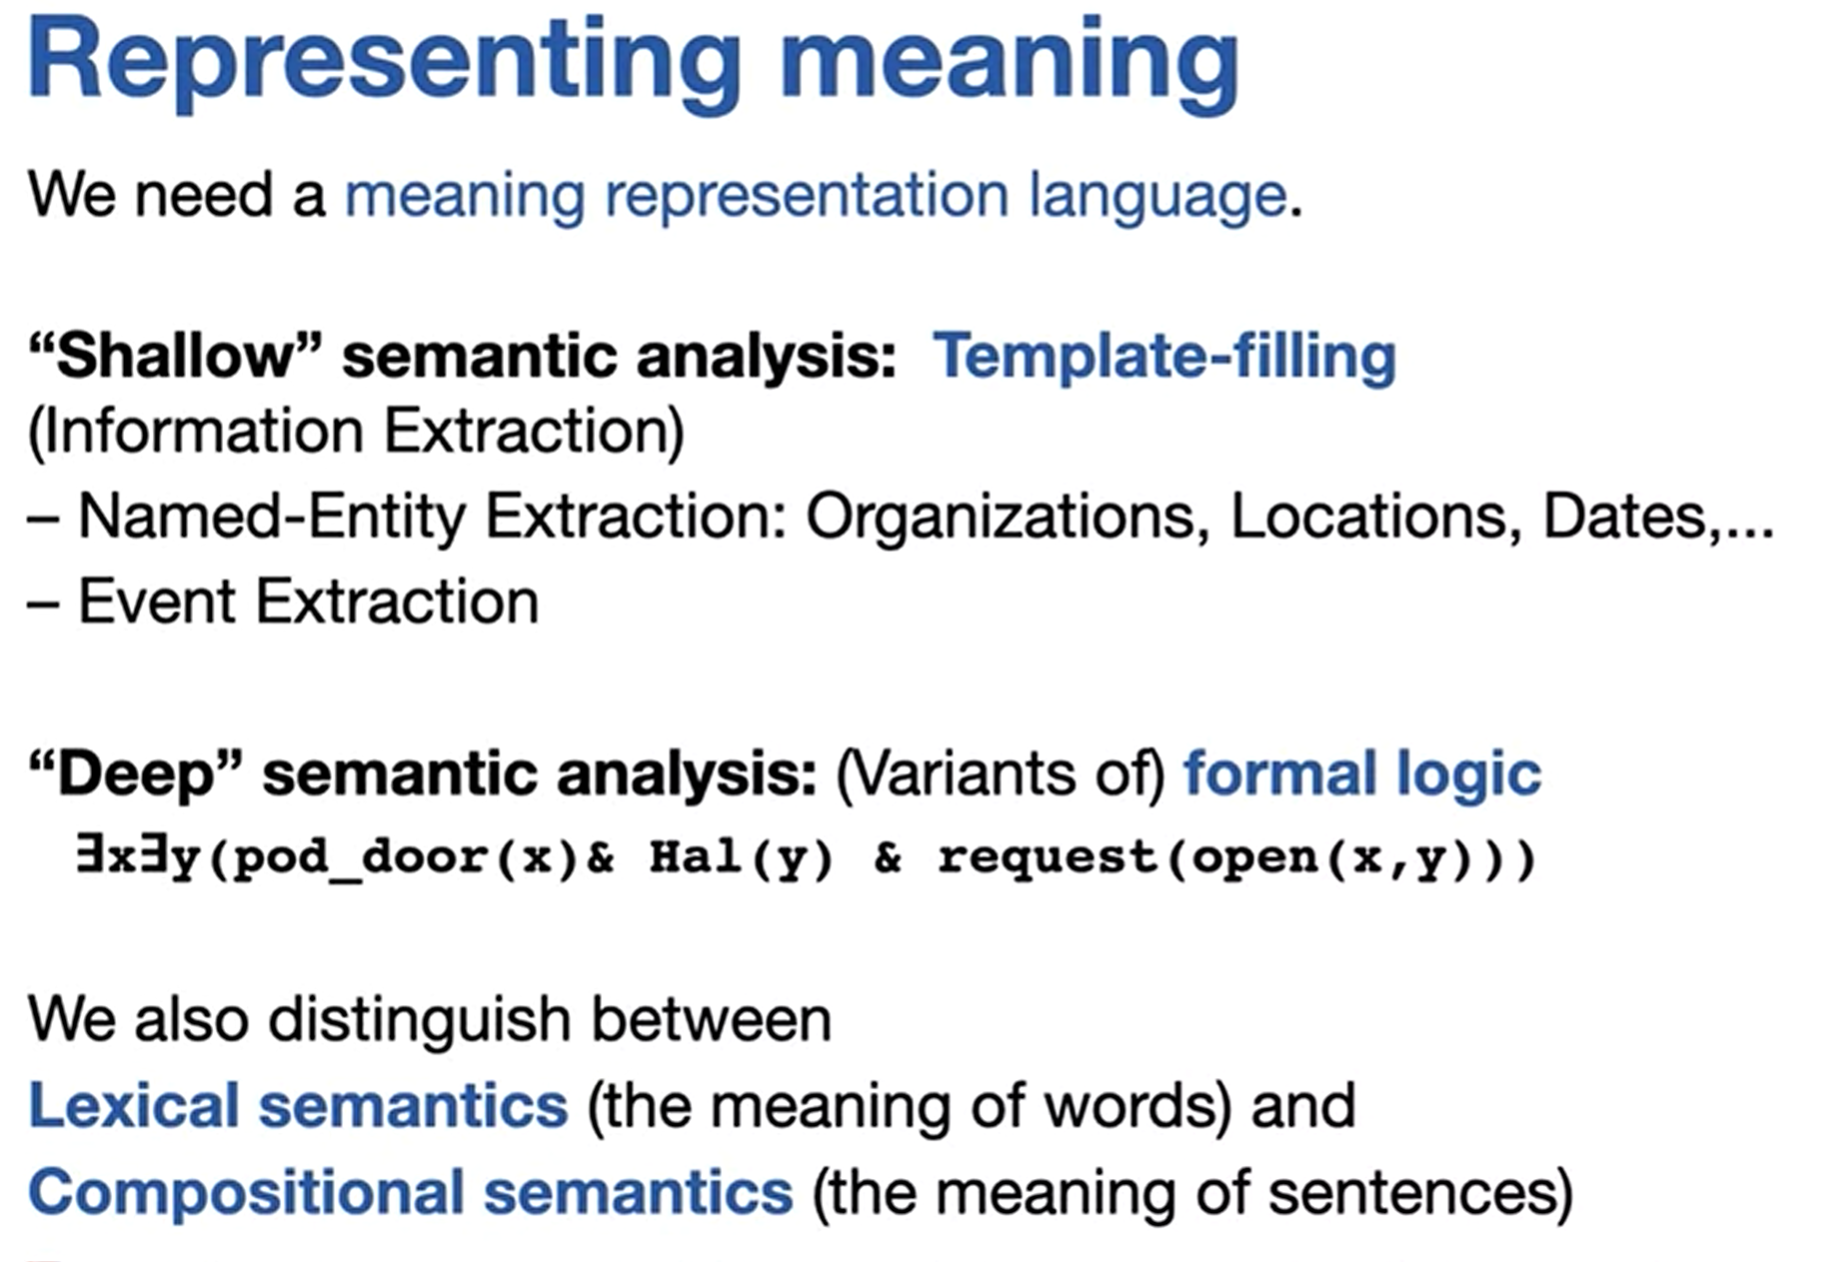 Representing meaning
We need a meaning representation language.
“Shallow” semantic analysis: Template-filling
(Information Extraction)
– Named-Entity Extraction: Organizations, Locations, Dates,...
– Event Extraction
“Deep” semantic analysis: (Variants of) formal logic
∃x∃y(pod_door(x)& Hal(y) & request(open(x,y)))
We also distinguish between
Lexical semantics (the meaning of words) and
Compositional semantics (the meaning of sentences)